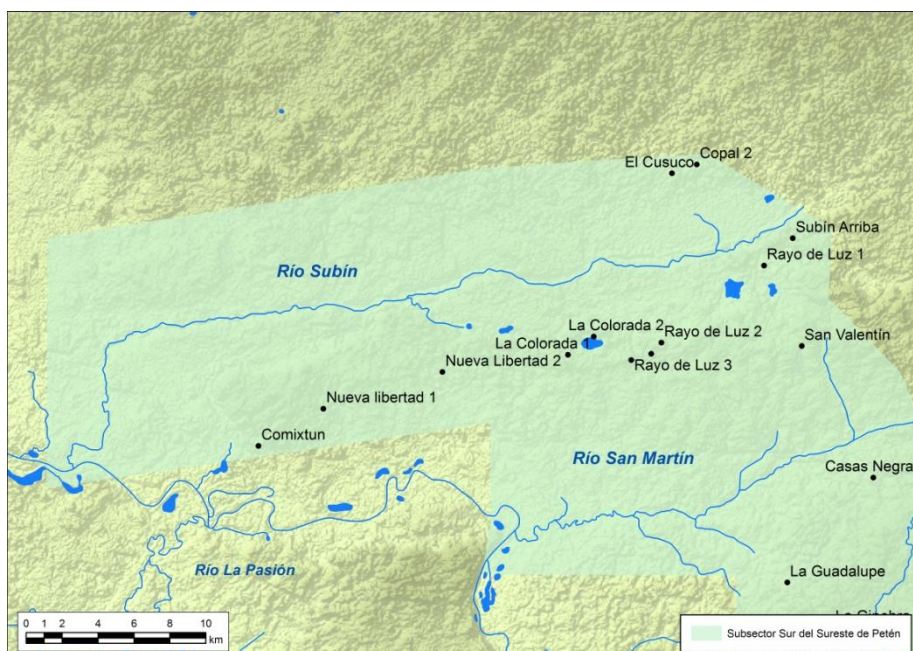 Copal 2
El Cusuco
Subín Arriba
Rayo de Luz 1
Río Subín
La Colorada 2
La Colorada 1
Rayo de Luz 2
San Valentín
Nueva Libertad 2
Rayo de Luz 3
Nueva libertad 1
Comixtun
Río San Martín
Casas Negra
Río La Pasión
La Guadalupe
0 1 2 4 6 8 10
km
Subsector Sur del Sureste de Petén